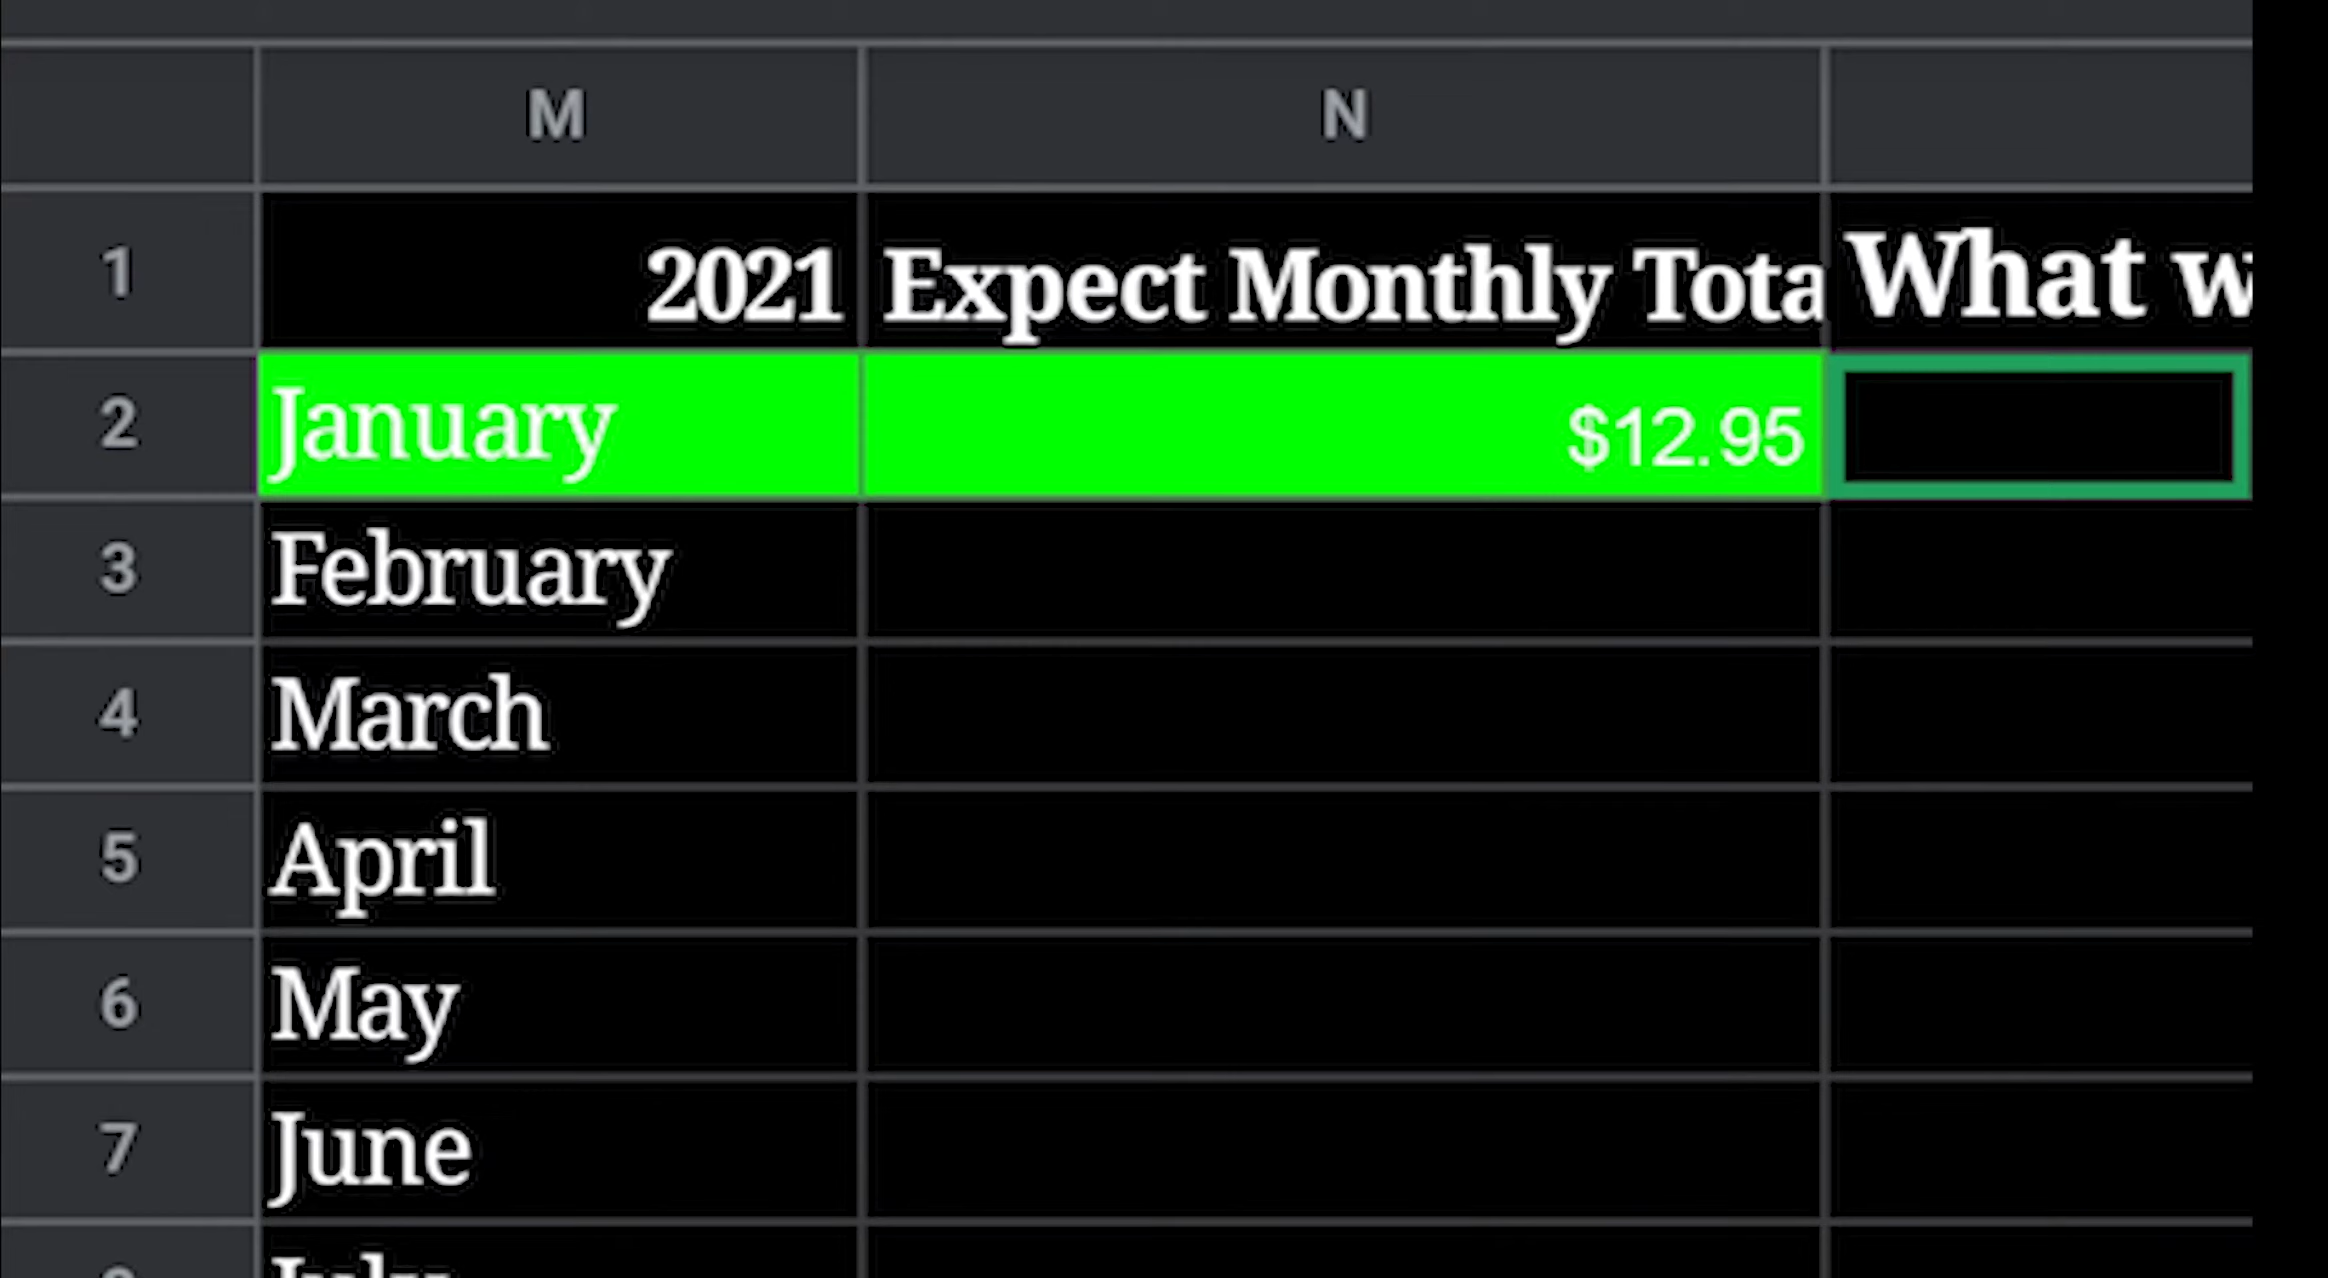 M N
1 2021 Expect Monthly Tota What
2 January $12.95
3 February
4 March
5 April
6 May
7 June
July